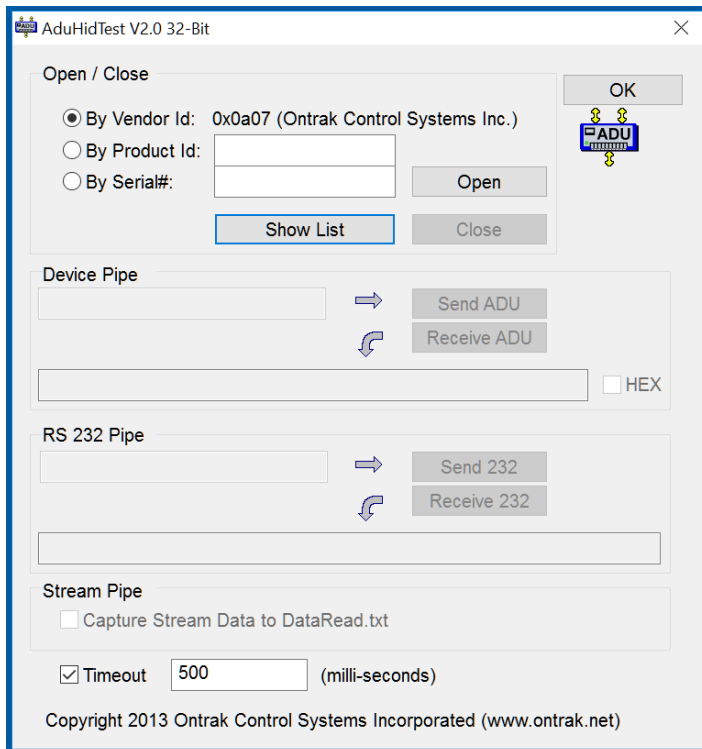 AduHidTest V2.0 32-Bit
Open / Close
OK
By Vendor Id: 0x0a07 (Ontrak Control Systems Inc.)
ADU
By Product Id:
By Serial#:
Open
Show List
Close
Device Pipe
Send ADU
Receive ADU
HEX
RS 232 Pipe
Send 232
Receive 232
Stream Pipe
Capture Stream Data to DataRead.txt
Timeout 500 (milli-seconds)
Copyright 2013 Ontrak Control Systems Incorporated (www.ontrak.net)